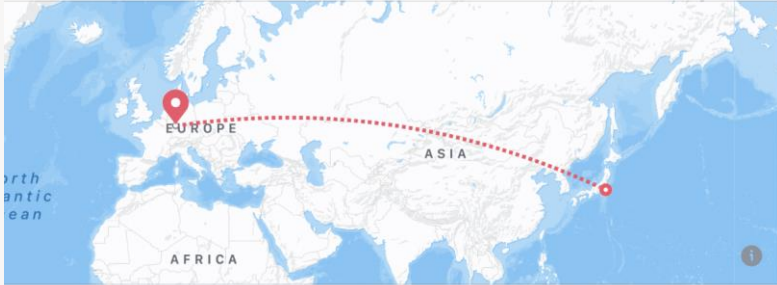 EUROPE
ASIA
orth
antic
ean
AFRICA
i